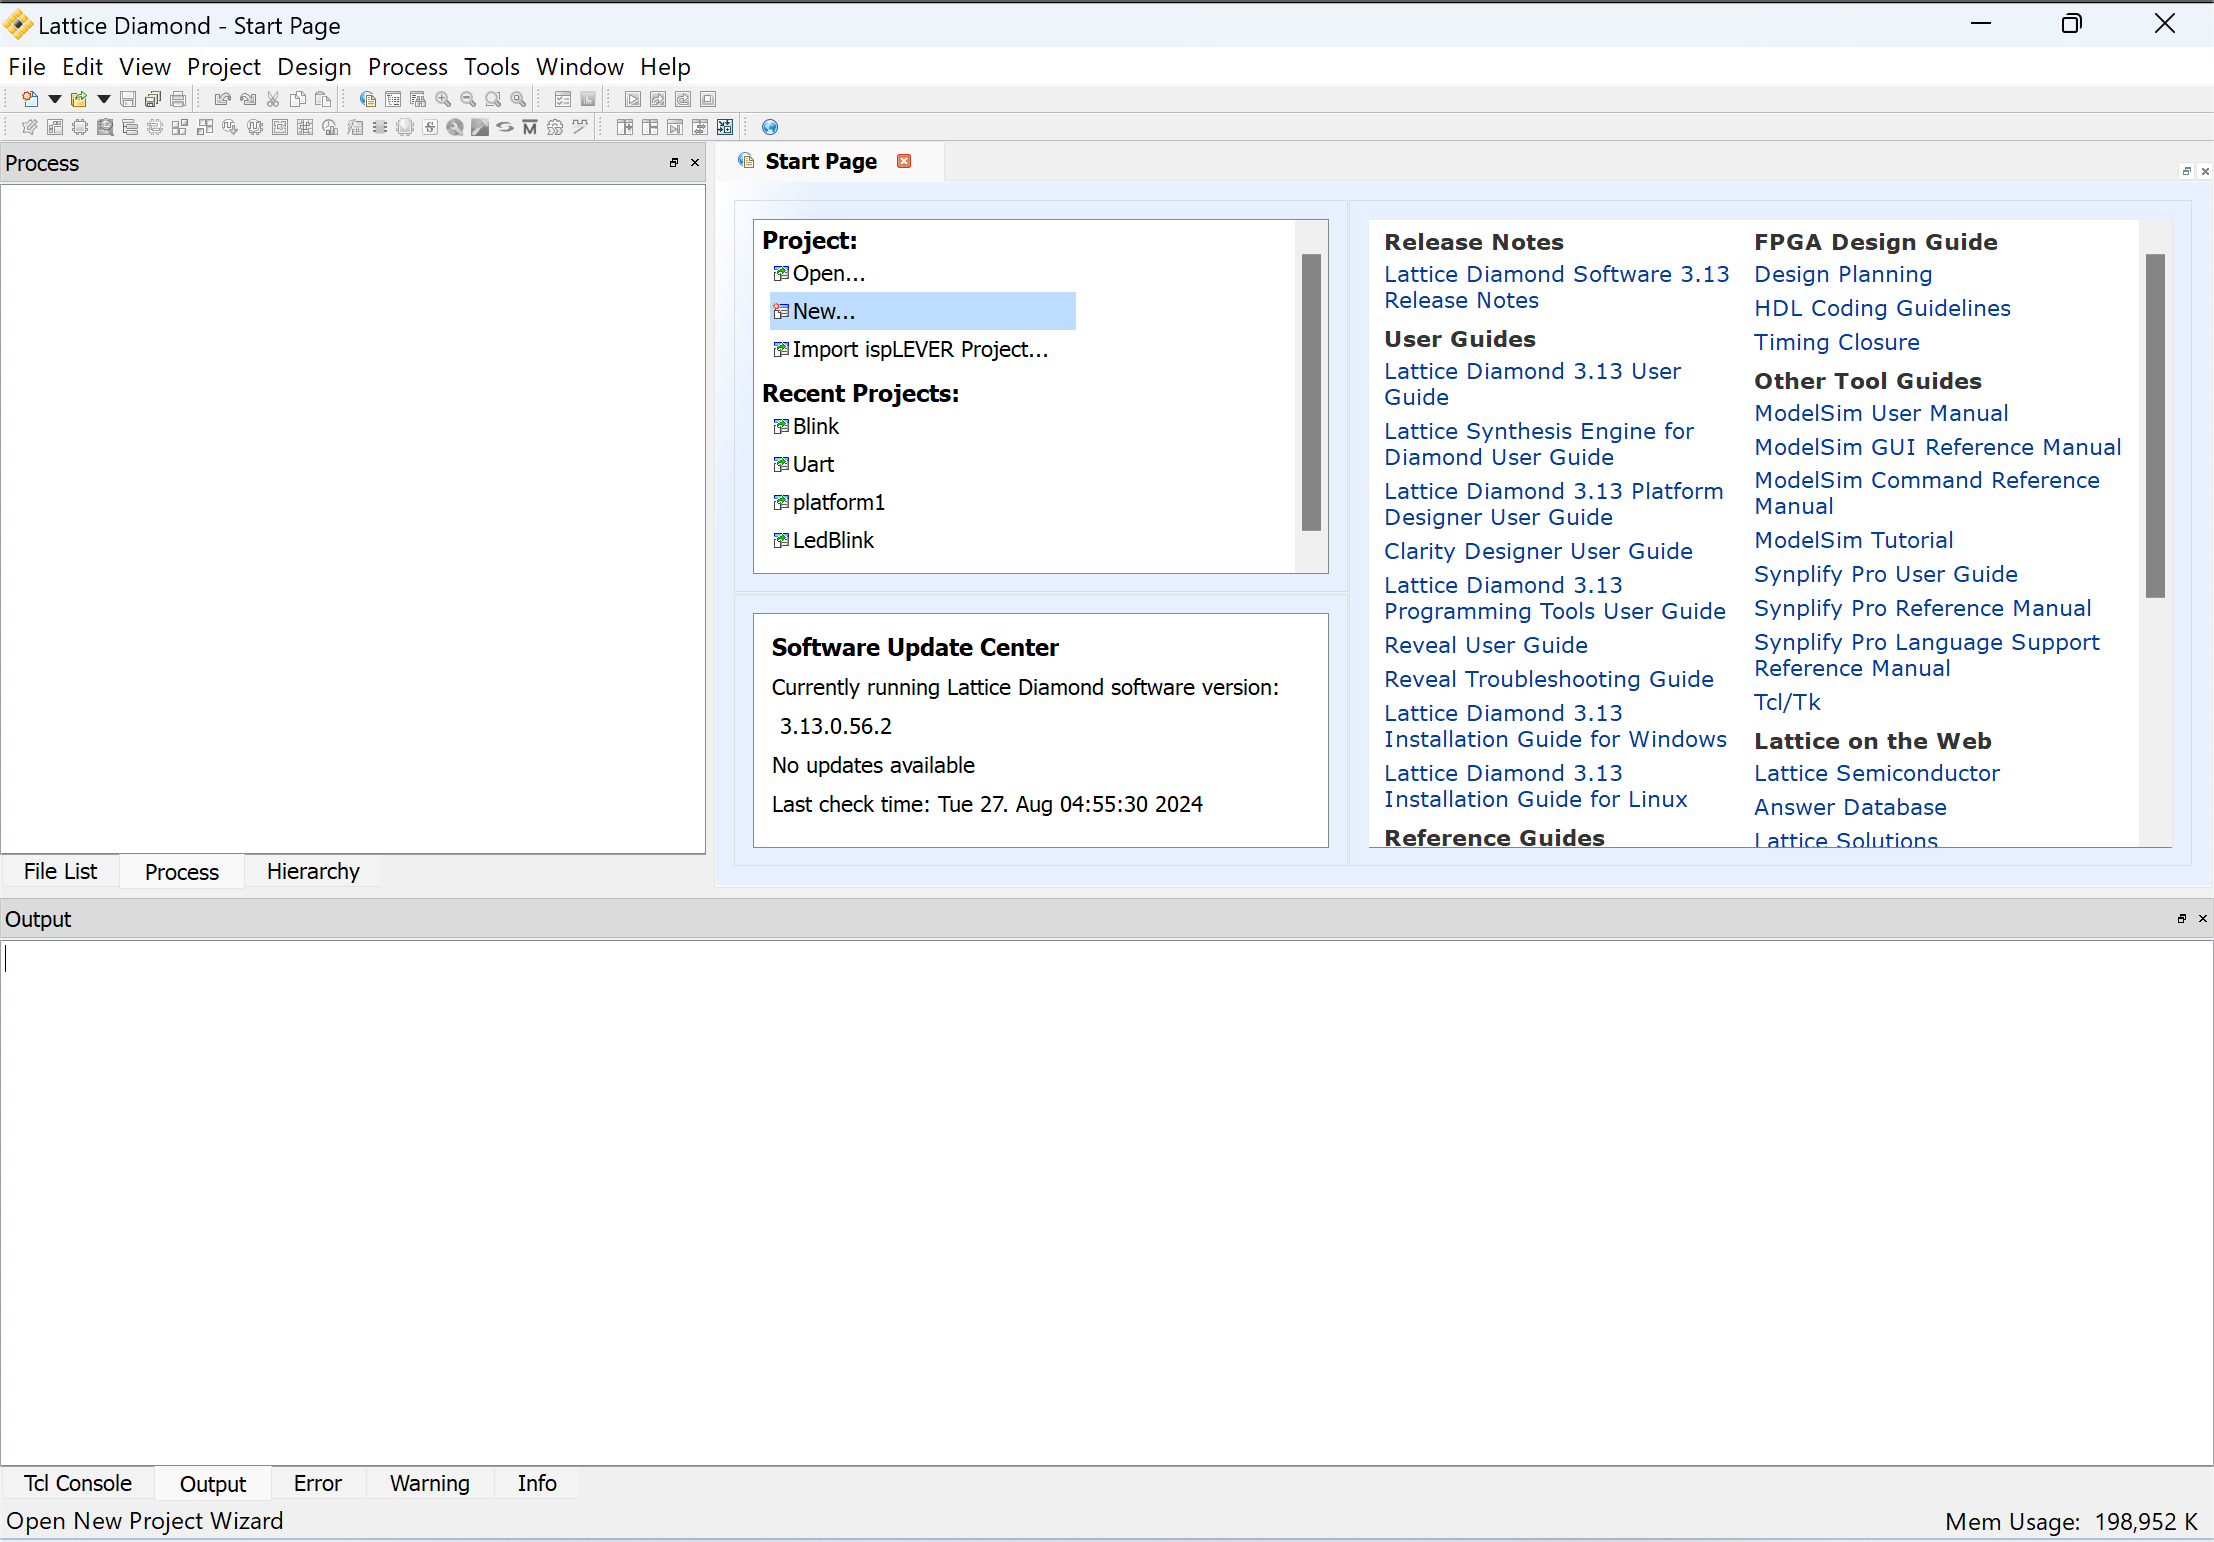 Lattice Diamond - Start Page
File Edit View Project Design Process Tools Window Help
Process
Start Page
Project:
Open...
New...
Import ispLEVER Project...
Recent Projects:
Blink
Uart
platform1
LedBlink
Software Update Center
Currently running Lattice Diamond software version:
3.13.0.56.2
No updates available
Last check time: Tue 27. Aug 04:55:30 2024
Release Notes
Lattice Diamond Software 3.13
Release Notes
User Guides
Lattice Diamond 3.13 User
Guide
Lattice Synthesis Engine for
Diamond User Guide
Lattice Diamond 3.13 Platform
Designer User Guide
Clarity Designer User Guide
Lattice Diamond 3.13
Programming Tools User Guide
Reveal User Guide
Reveal Troubleshooting Guide
Lattice Diamond 3.13
Installation Guide for Windows
Lattice Diamond 3.13
Installation Guide for Linux
Reference Guides
FPGA Design Guide
Design Planning
HDL Coding Guidelines
Timing Closure
Other Tool Guides
ModelSim User Manual
ModelSim GUI Reference Manual
ModelSim Command Reference
Manual
ModelSim Tutorial
Synplify Pro User Guide
Synplify Pro Reference Manual
Synplify Pro Language Support
Reference Manual
Tcl/Tk
Lattice on the Web
Lattice Semiconductor
Answer Database
Lattice Solutions
File List Process Hierarchy
Output
Tcl Console Output Error Warning Info
Open New Project Wizard
Mem Usage: 198,952 K